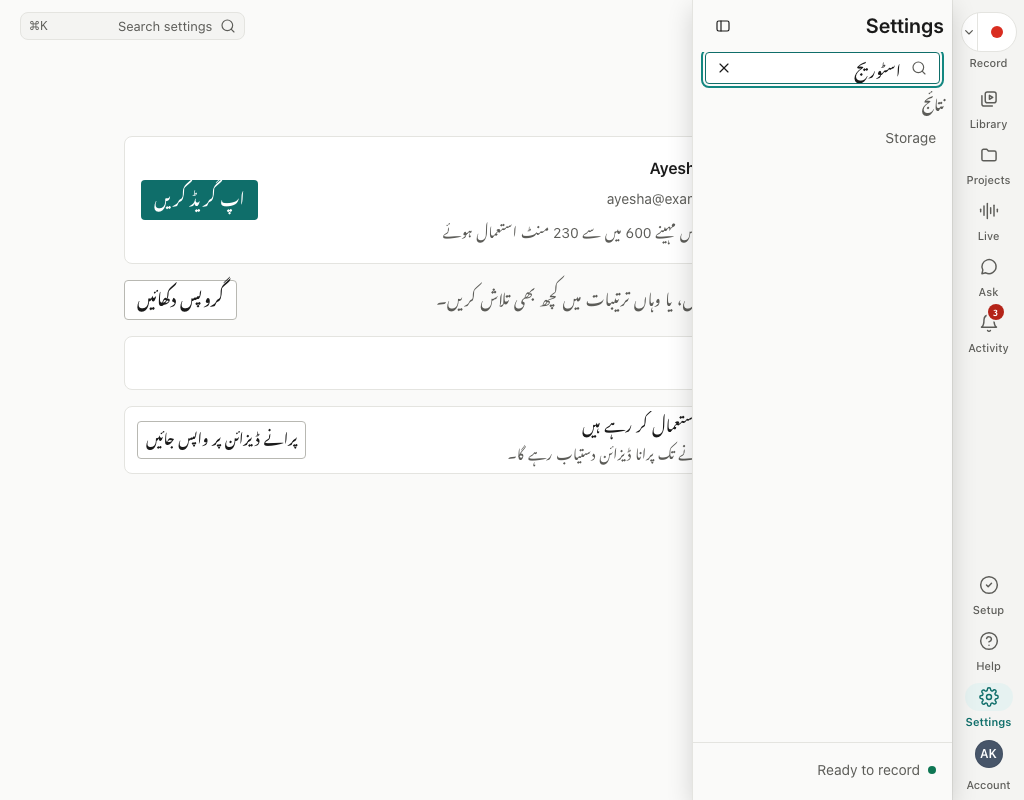 Record
Library
Projects
Live
Ask
3
Activity
Setup
Help
Settings
AK
Account
Settings
اسٹوریج
نتائج
Storage
Ready to record
Search settings
⌘K
Ayesh
ayesha@exar
مہینے 600 میں سے 230 منٹ استعمال ہوئے
اپ گریڈ کریں
یا وہاں ترتیبات میں کچھ بھی تلاش کریں۔
گروپس دکھائیں
ستعمال کر رہے ہیں
نے تک پرانا ڈیزائن دستیاب رہے گا۔
پرانے ڈیزائن پر واپس جائیں